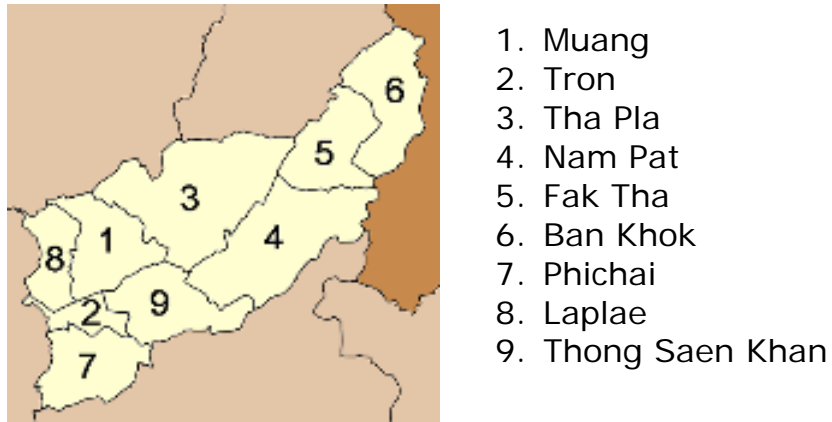 6
5
3
4
1
8
9
2
7
1. Muang
2. Tron
3. Tha Pla
4. Nam Pat
5. Fak Tha
6. Ban Khok
7. Phichai
8. Laplae
9. Thong Saen Khan